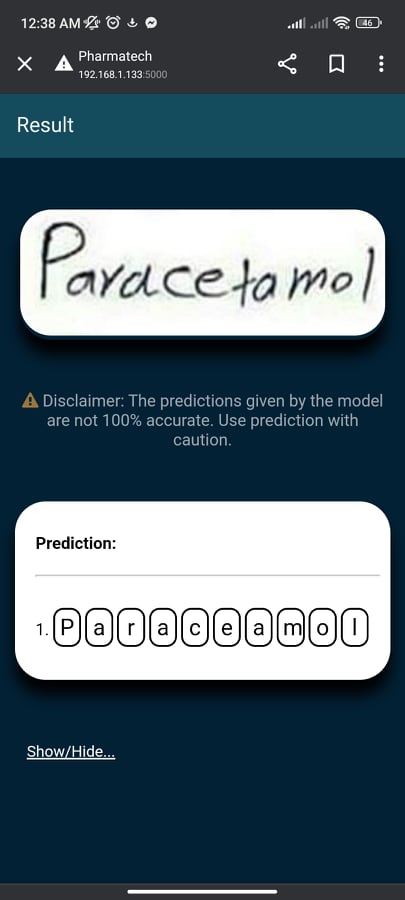 12:38 AM
46
Pharmatech
192.168.1.133:5000
Result
Paracetamol
Disclaimer: The predictions given by the model
are not 100% accurate. Use prediction with
caution.
Prediction:
1. P a r a c e a m o l
Show/Hide...